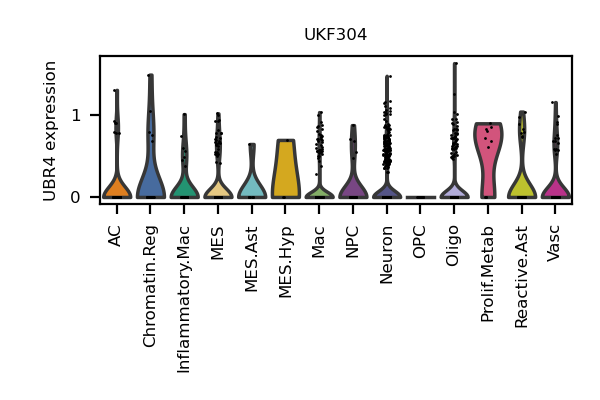 UKF304
UBR4 expression
1
0
AC
Chromatin.Reg
Inflammatory.Mac
MES
MES.Ast
MES.Hyp
Mac
NPC
Neuron
OPC
Oligo
Prolif.Metab
Reactive.Ast
Vasc